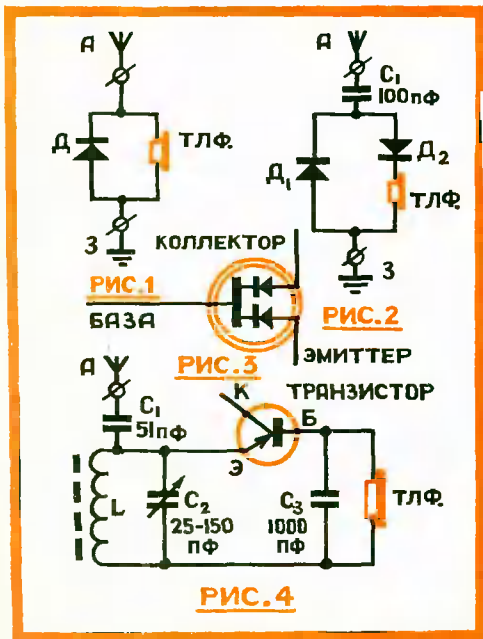 А
Д
ТЛФ.
З
РИС.1
А
С₁
100пф
Д₁
Д₂
ТЛФ.
З
РИС.2
КОЛЛЕКТОР
БАЗА
ЭМИТТЕР
РИС.3
ТРАНЗИСТОР
А
С₁
51пф
К
Б
Э
L
С₂
25-150
ПФ
С₃
1000
ПФ
ТЛФ.
РИС.4